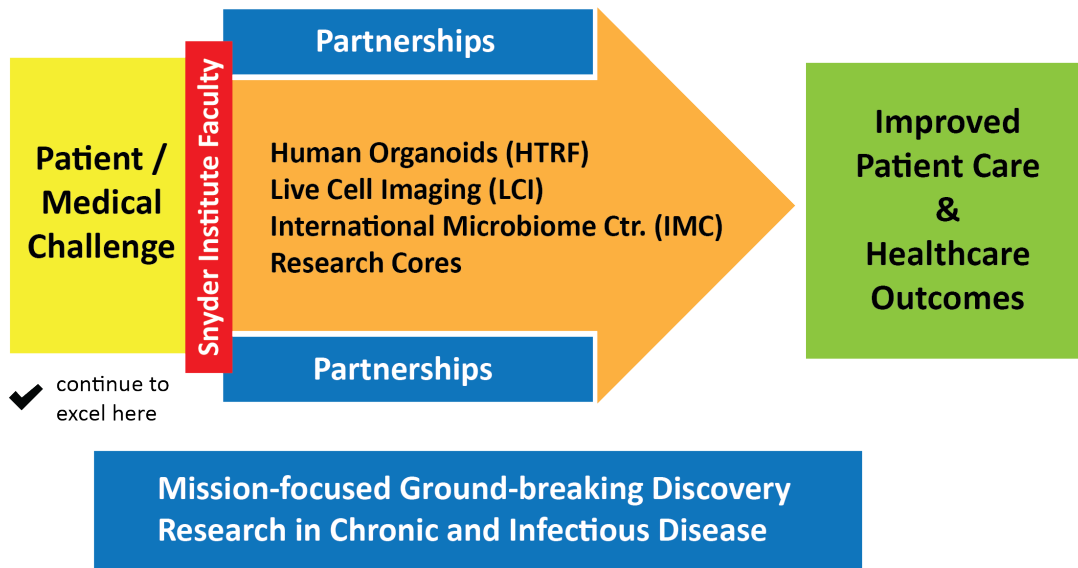 Partnerships
Patient /
Medical
Challenge
Snyder Institute Faculty
Human Organoids (HTRF)
Live Cell Imaging (LCI)
International Microbiome Ctr. (IMC)
Research Cores
Improved
Patient Care
&
Healthcare
Outcomes
Partnerships
continue to
excel here
Mission-focused Ground-breaking Discovery
Research in Chronic and Infectious Disease